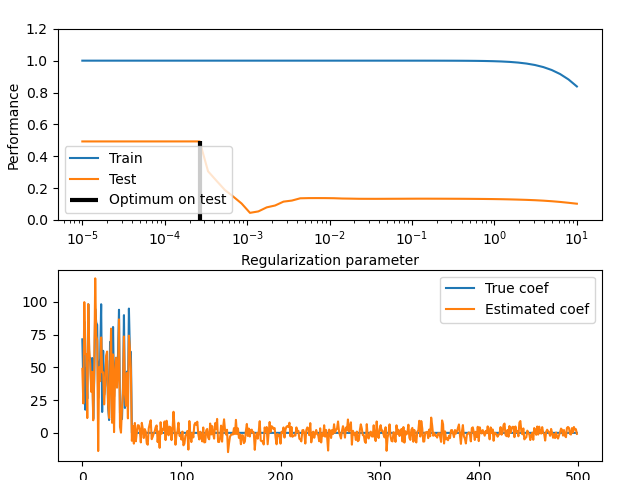 1.2
1.0
0.8
0.6
0.4
0.2
0.0
Performance
Train
Test
Optimum on test
10⁻⁵ 10⁻⁴ 10⁻³ 10⁻² 10⁻¹ 10⁰ 10¹
Regularization parameter
100
75
50
25
0
True coef
Estimated coef
0 100 200 300 400 500